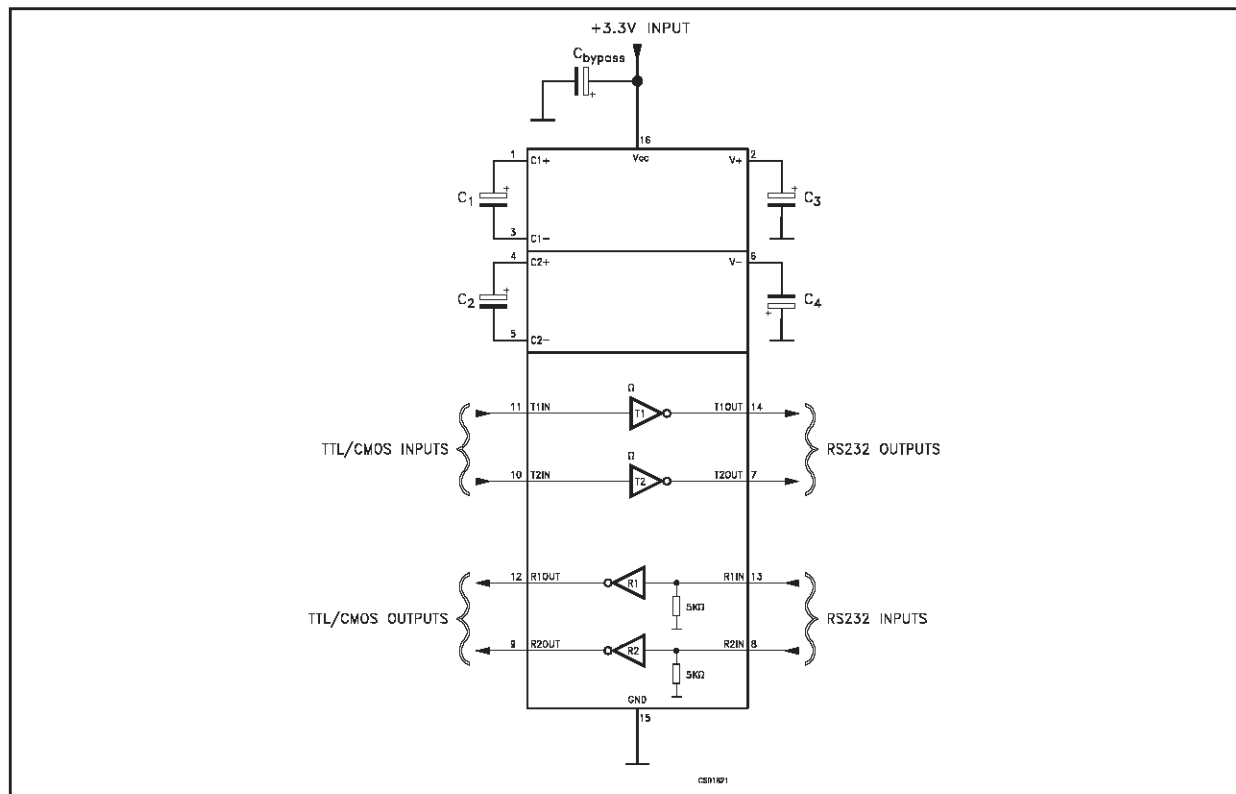 +3.3V INPUT
Cbypass
+
16
Vcc
1 C1+ V+ 2
C1 + + C3
3 C1-
4 C2+ V- 6
C2 + + C4
5 C2-
Ω
11 T1IN T1 T1OUT 14
TTL/CMOS INPUTS RS232 OUTPUTS
Ω
10 T2IN T2 T2OUT 7
12 R1OUT R1 R1IN 13
5KΩ
TTL/CMOS OUTPUTS RS232 INPUTS
9 R2OUT R2 R2IN 8
5KΩ
GND
15
CS01821